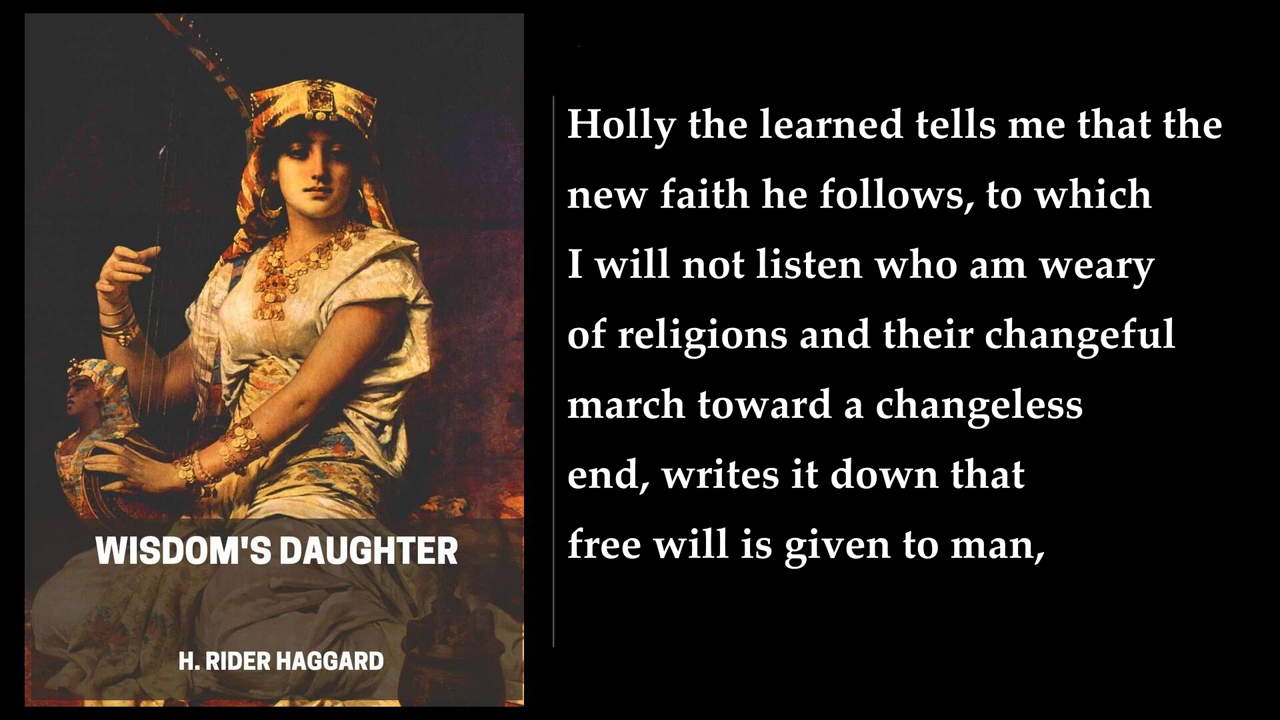 WISDOM'S DAUGHTER
H. RIDER HAGGARD
Holly the learned tells me that the
new faith he follows, to which
I will not listen who am weary
of religions and their changeful
march toward a changeless
end, writes it down that
free will is given to man,